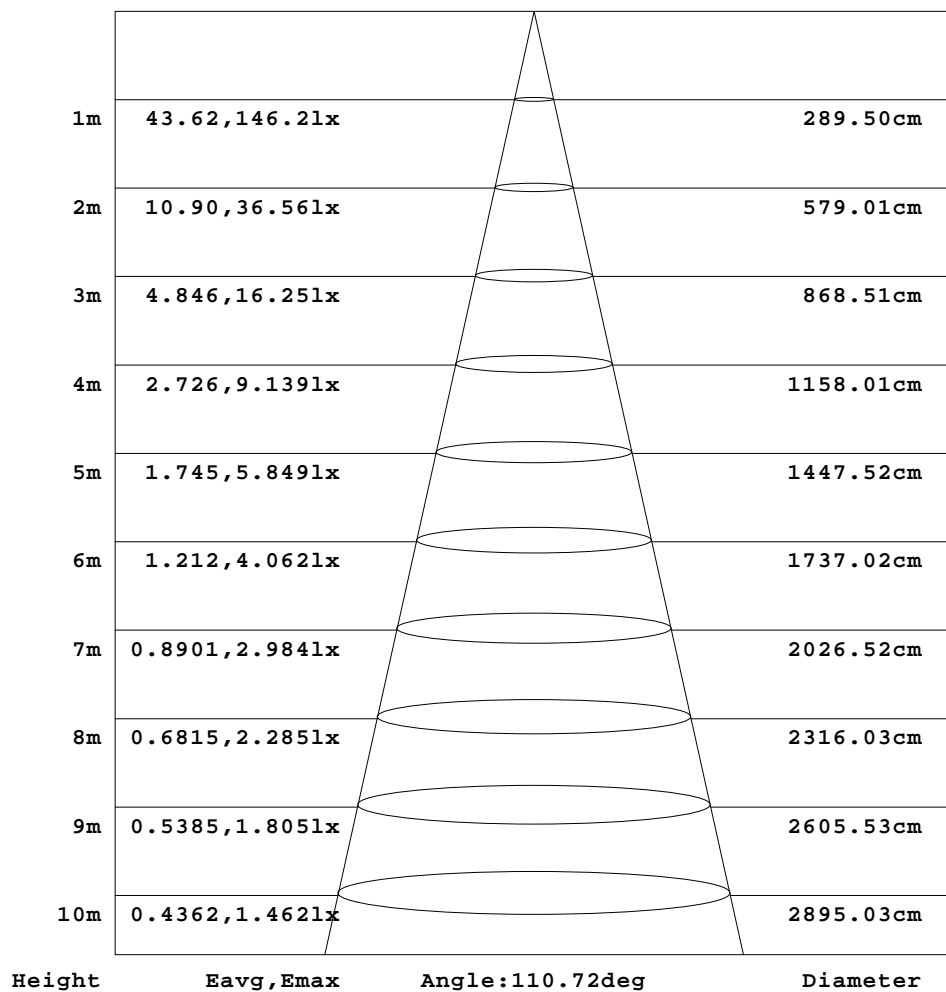 1m 43.62,146.2lx 289.50cm
2m 10.90,36.56lx 579.01cm
3m 4.846,16.25lx 868.51cm
4m 2.726,9.139lx 1158.01cm
5m 1.745,5.849lx 1447.52cm
6m 1.212,4.062lx 1737.02cm
7m 0.8901,2.984lx 2026.52cm
8m 0.6815,2.285lx 2316.03cm
9m 0.5385,1.805lx 2605.53cm
10m 0.4362,1.462lx 2895.03cm
Height Eavg,Emax Angle:110.72deg Diameter